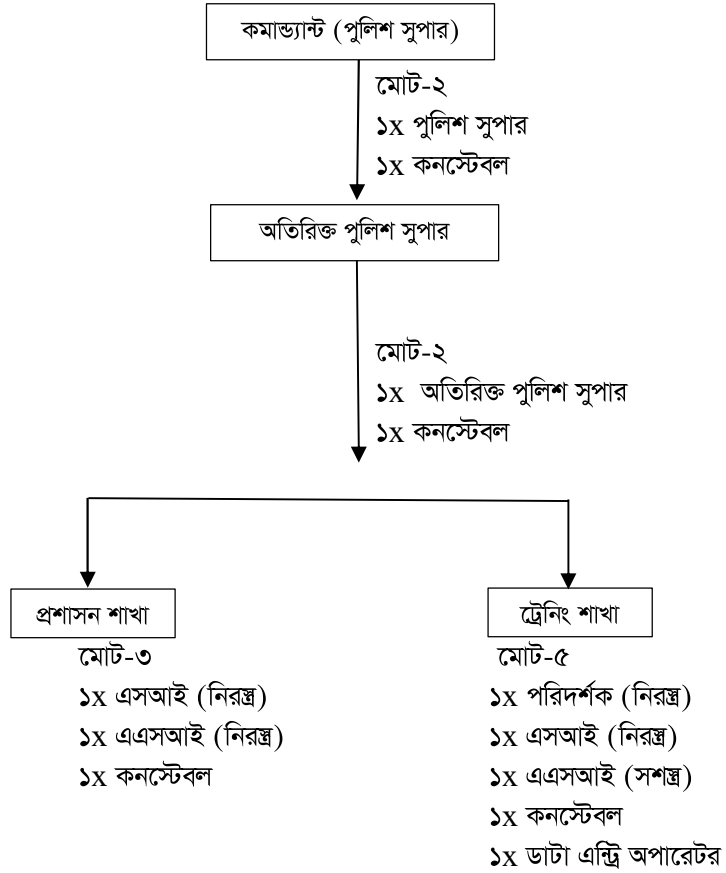 কমান্ড্যান্ট (পুলিশ সুপার)
মোট-২
১x পুলিশ সুপার
১x কনস্টেবল
অতিরিক্ত পুলিশ সুপার
মোট-২
১x অতিরিক্ত পুলিশ সুপার
১x কনস্টেবল
প্রশাসন শাখা
মোট-৩
১x এসআই (নিরস্ত্র)
১x এএসআই (নিরস্ত্র)
১x কনস্টেবল
ট্রেনিং শাখা
মোট-৫
১x পরিদর্শক (নিরস্ত্র)
১x এসআই (নিরস্ত্র)
১x এএসআই (সশস্ত্র)
১x কনস্টেবল
১x ডাটা এন্ট্রি অপারেটর